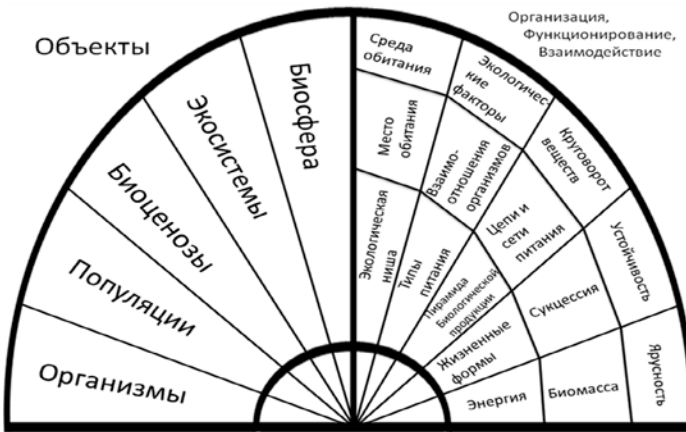 Объекты
Организмы
Популяции
Биоценозы
Экосистемы
Биосфера
Организация,
Функционирование,
Взаимодействие
Среда
обитания
Экологичес-
кие
факторы
Круговорот
веществ
Устойчивость
Ярусность
Место
обитания
Взаимо-
отношения
организмов
Цепи и
сети
питания
Сукцессия
Биомасса
Экологическая
ниша
Типы
питания
Пирамида
Биологической
продукции
Жизненные
формы
Энергия